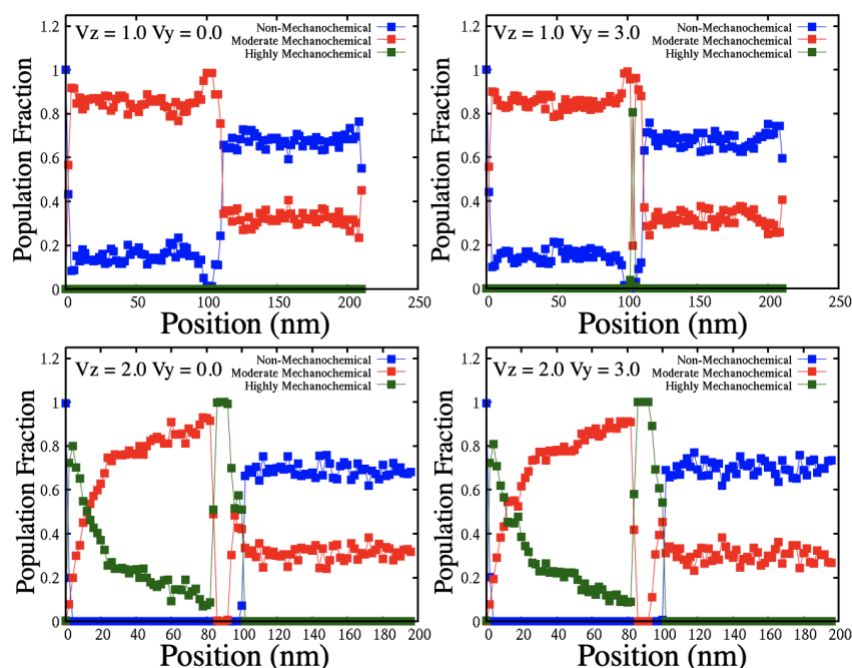 Vz = 1.0 Vy = 0.0
Non-Mechanochemical
Moderate Mechanochemical
Highly Mechanochemical
Population Fraction
1.2
1
0.8
0.6
0.4
0.2
0
0 50 100 150 200 250
Position (nm)
Vz = 1.0 Vy = 3.0
Non-Mechanochemical
Moderate Mechanochemical
Highly Mechanochemical
Population Fraction
1.2
1
0.8
0.6
0.4
0.2
0
0 50 100 150 200 250
Position (nm)
Vz = 2.0 Vy = 0.0
Non-Mechanochemical
Moderate Mechanochemical
Highly Mechanochemical
Population Fraction
1.2
1
0.8
0.6
0.4
0.2
0
0 20 40 60 80 100 120 140 160 180 200
Position (nm)
Vz = 2.0 Vy = 3.0
Non-Mechanochemical
Moderate Mechanochemical
Highly Mechanochemical
Population Fraction
1.2
1
0.8
0.6
0.4
0.2
0
0 20 40 60 80 100 120 140 160 180 200
Position (nm)